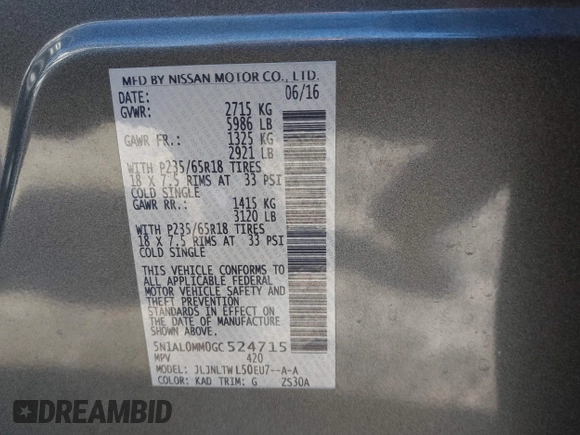 MFD BY NISSAN MOTOR CO., LTD.
DATE: 06/16
GVWR: 2715 KG
5986 LB
GAWR FR.: 1325 KG
2921 LB
WITH P235/65R18 TIRES
18 X 7.5 RIMS AT 33 PSI
COLD SINGLE
GAWR RR.: 1415 KG
3120 LB
WITH P235/65R18 TIRES
18 X 7.5 RIMS AT 33 PSI
COLD SINGLE
THIS VEHICLE CONFORMS TO
ALL APPLICABLE FEDERAL
MOTOR VEHICLE SAFETY AND
THEFT PREVENTION
STANDARDS IN EFFECT ON
THE DATE OF MANUFACTURE
SHOWN ABOVE.
5N1AL0MM0GC524715
MPV 420
MODEL: JLJNLTWL50EU7--A-A
COLOR: KAD TRIM: G ZS30A
DREAMBID